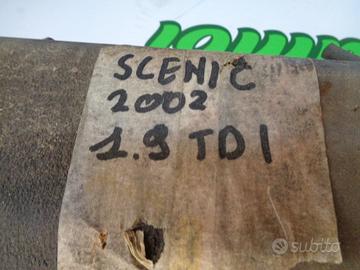 SCENIC
2002
1.9 TDI
subito